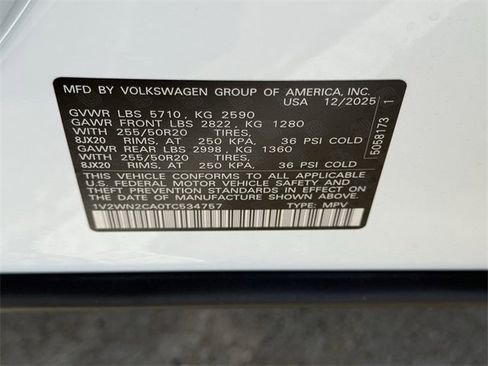 MFD BY VOLKSWAGEN GROUP OF AMERICA, INC.
USA 12/2025
GVWR LBS 5710, KG 2590
GAWR FRONT LBS 2822, KG 1280
WITH 255/50R20 TIRES,
8JX20 RIMS, AT 250 KPA, 36 PSI COLD
GAWR REAR LBS 2998, KG 1360
WITH 255/50R20 TIRES,
8JX20 RIMS, AT 250 KPA, 36 PSI COLD
THIS VEHICLE CONFORMS TO ALL APPLICABLE
U.S. FEDERAL MOTOR VEHICLE SAFETY AND
THEFT PREVENTION STANDARDS IN EFFECT ON
THE DATE OF MANUFACTURE SHOWN ABOVE.
1V2WN2CA0TC534757 TYPE: MPV
5058173 1